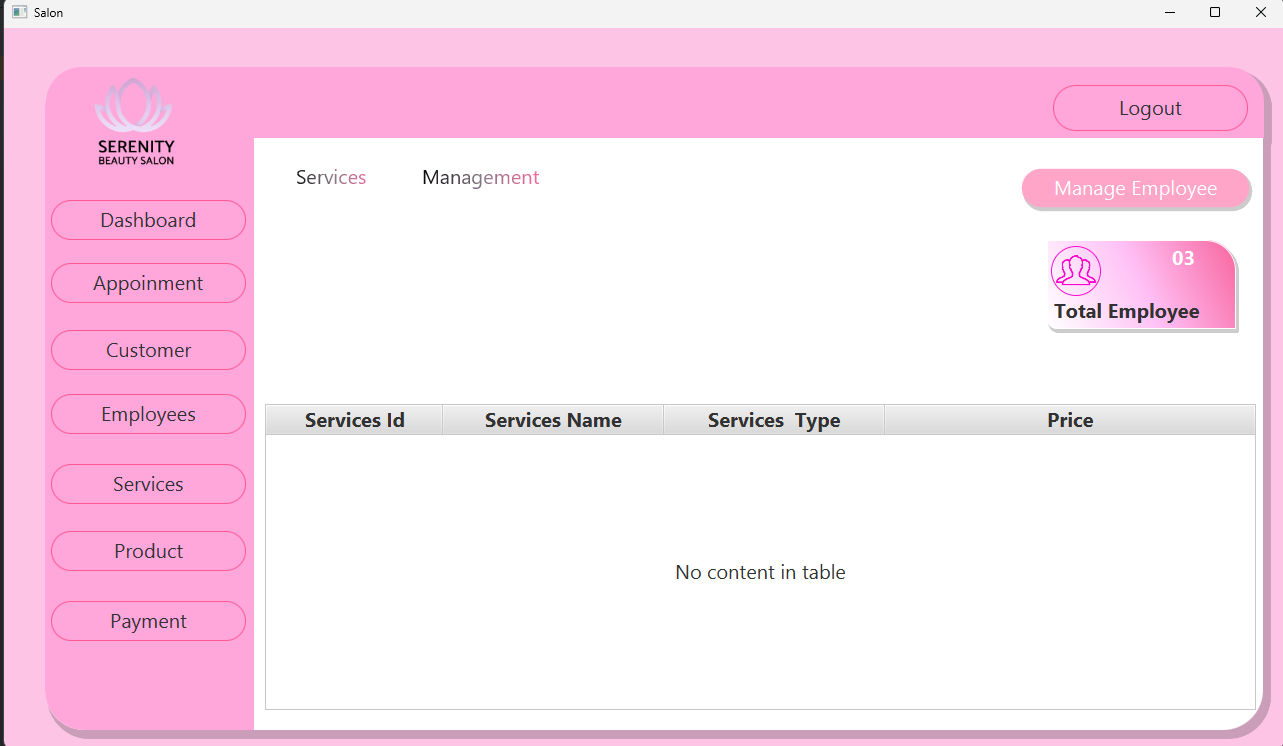 Salon
SERENITY
BEAUTY SALON
Logout
Services Management
Manage Employee
03
Total Employee
Dashboard
Appoinment
Customer
Employees
Services
Product
Payment
Services Id Services Name Services Type Price
No content in table